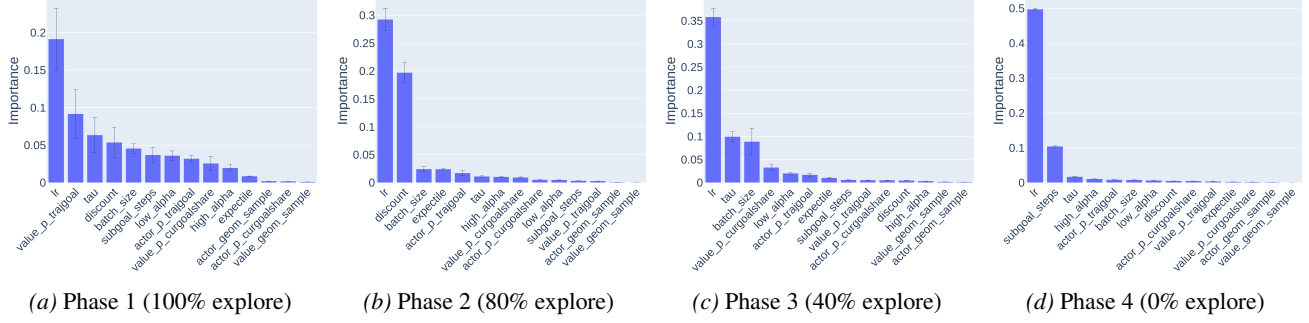 Importance
0.2
0.15
0.1
0.05
0
lr
value_p_trajgoal
tau
discount
batch_size
subgoal_steps
low_alpha
actor_p_trajgoal
value_p_curgoalshare
high_alpha
expectile
actor_geom_sample
actor_p_curgoalshare
value_geom_sample
(a) Phase 1 (100% explore)
Importance
0.3
0.25
0.2
0.15
0.1
0.05
0
lr
discount
batch_size
expectile
actor_p_trajgoal
tau
high_alpha
value_p_curgoalshare
actor_p_curgoalshare
low_alpha
subgoal_steps
value_p_trajgoal
actor_geom_sample
value_geom_sample
(b) Phase 2 (80% explore)
Importance
0.35
0.3
0.25
0.2
0.15
0.1
0.05
0
lr
tau
batch_size
value_p_curgoalshare
low_alpha
actor_p_trajgoal
expectile
subgoal_steps
value_p_trajgoal
actor_p_curgoalshare
discount
high_alpha
value_geom_sample
actor_geom_sample
(c) Phase 3 (40% explore)
Importance
0.5
0.4
0.3
0.2
0.1
0
lr
subgoal_steps
tau
high_alpha
actor_p_trajgoal
batch_size
low_alpha
discount
actor_p_curgoalshare
value_p_trajgoal
expectile
value_p_curgoalshare
actor_geom_sample
value_geom_sample
(d) Phase 4 (0% explore)